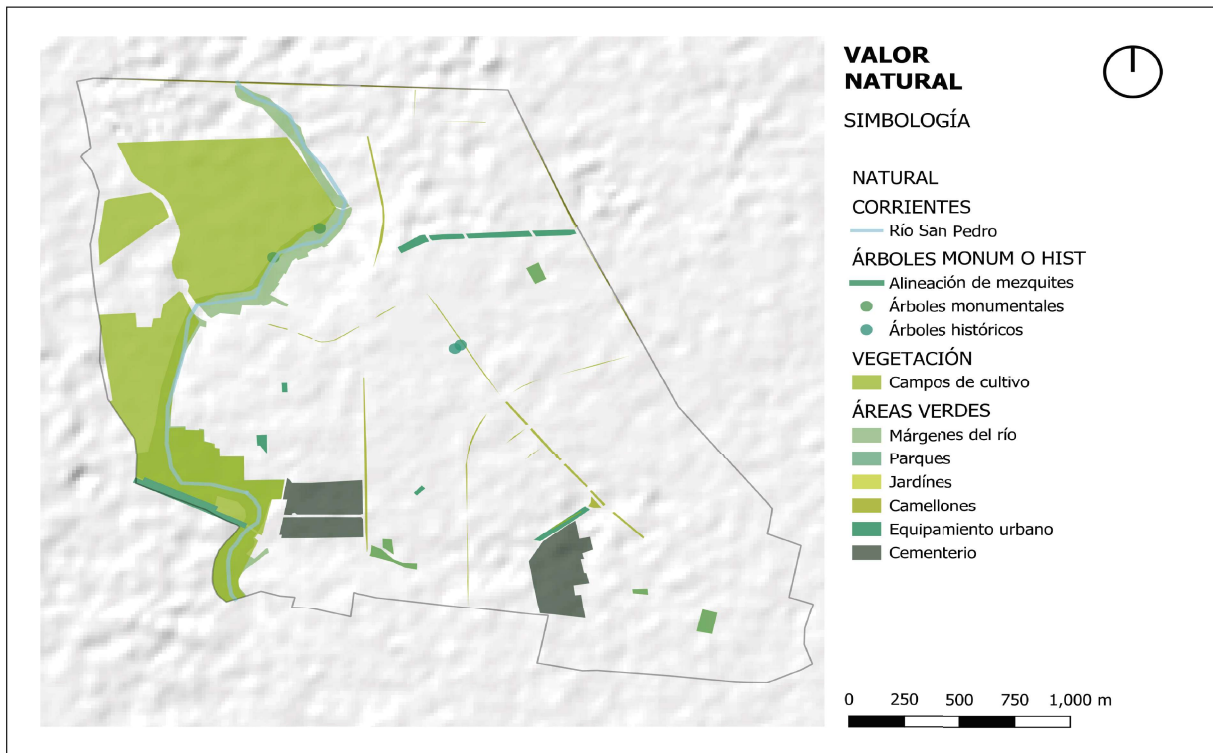 VALOR
NATURAL
SIMBOLOGÍA
NATURAL
CORRIENTES
Río San Pedro
ÁRBOLES MONUM O HIST
Alineación de mezquites
Árboles monumentales
Árboles históricos
VEGETACIÓN
Campos de cultivo
ÁREAS VERDES
Márgenes del río
Parques
Jardínes
Camellones
Equipamiento urbano
Cementerio
0 250 500 750 1,000 m